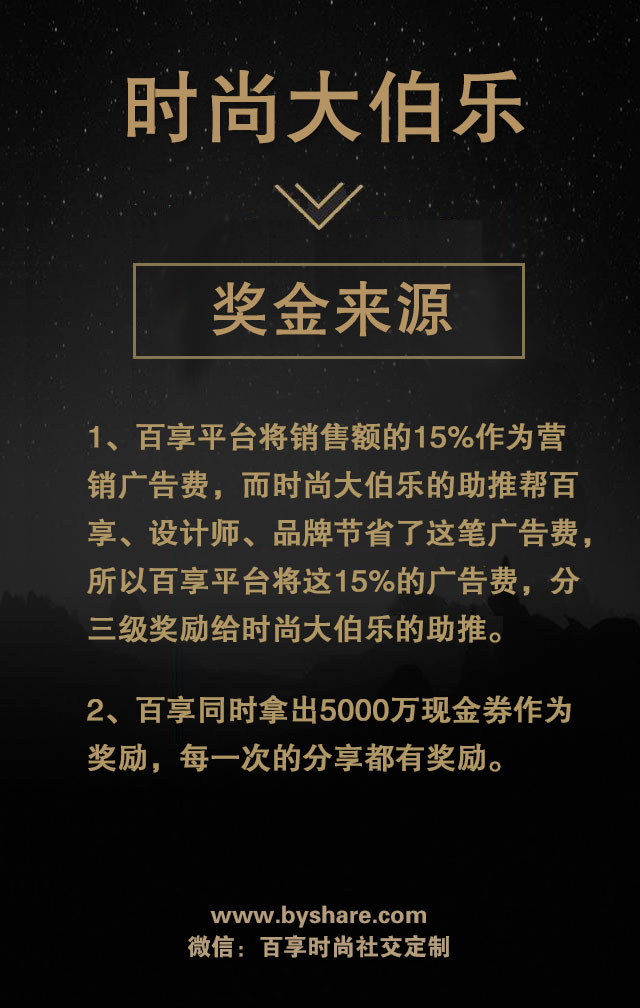 时尚大伯乐
奖金来源
1、百享平台将销售额的15%作为营
销广告费，而时尚大伯乐的助推帮百
享、设计师、品牌节省了这笔广告费，
所以百享平台将这15%的广告费，分
三级奖励给时尚大伯乐的助推。
2、百享同时拿出5000万现金券作为
奖励，每一次的分享都有奖励。
www.byshare.com
微信：百享时尚社交定制